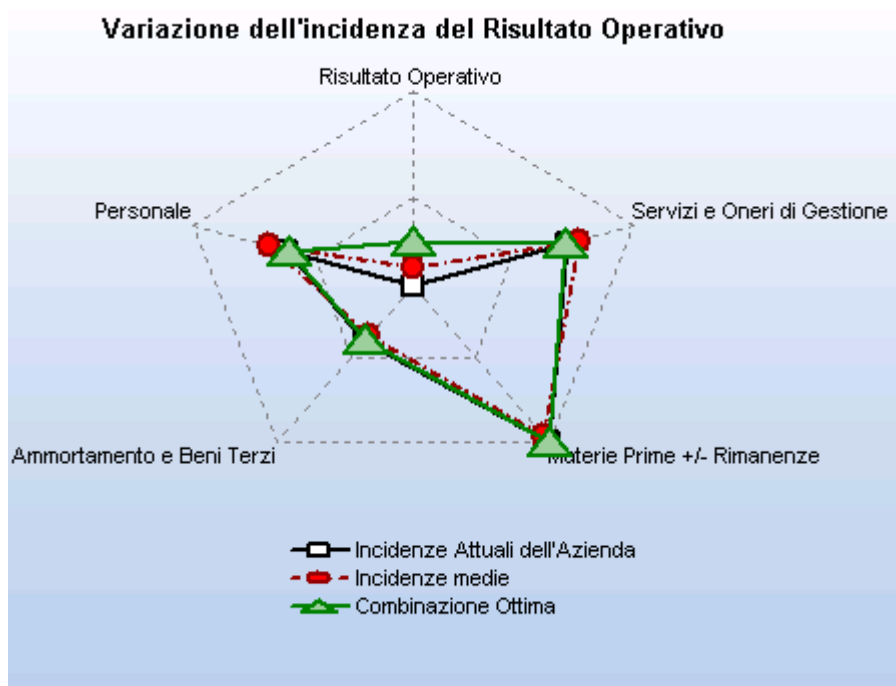 Variazione dell'incidenza del Risultato Operativo
Risultato Operativo
Personale
Servizi e Oneri di Gestione
Ammortamento e Beni Terzi
Materie Prime +/- Rimanenze
Incidenze Attuali dell'Azienda
Incidenze medie
Combinazione Ottima